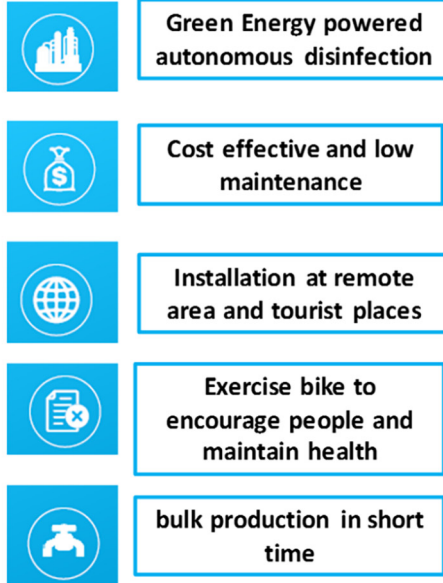 Green Energy powered
autonomous disinfection
$
Cost effective and low
maintenance
Installation at remote
area and tourist places
Exercise bike to
encourage people and
maintain health
bulk production in short
time